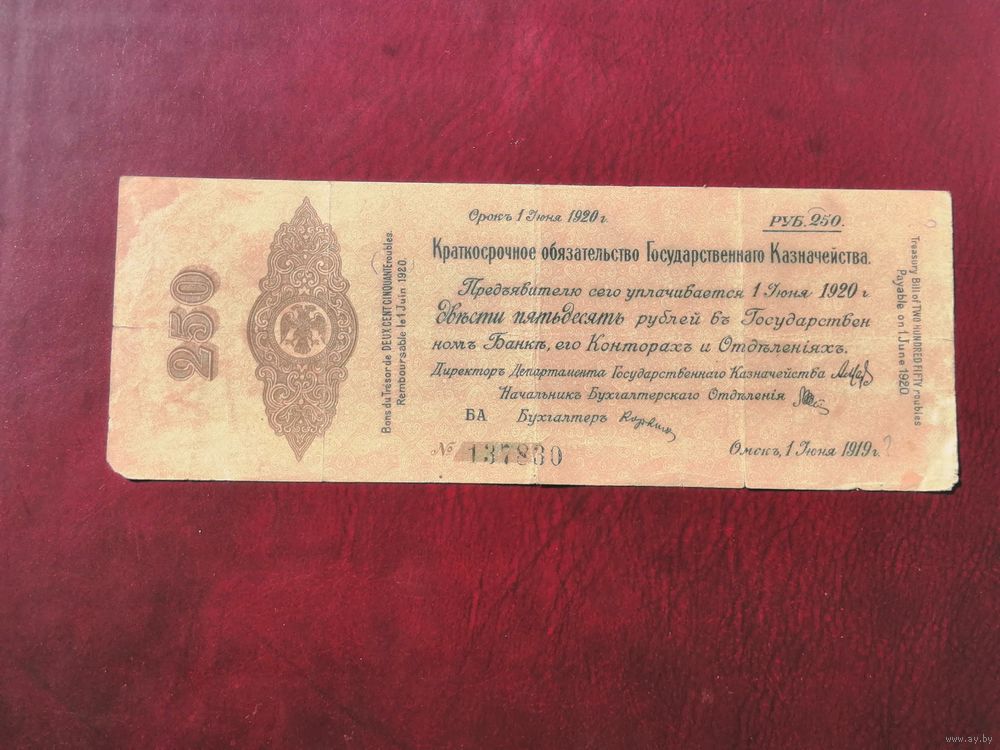 250
Bons du Trésor de DEUX CENT CINQUANTE roubles.
Remboursable le 1 Juin 1920.
Срокъ 1 Іюня 1920 г.
РУБ. 250.
Краткосрочное обязательство Государственнаго Казначейства.
Предъявителю сего уплачивается 1 Іюня 1920 г
двѣсти пятьдесятъ рублей въ Государствен
номъ Банкѣ, его Конторахъ и Отдѣленіяхъ.
Директоръ Департамента Государственнаго Казначейства
Начальникъ Бухгалтерскаго Отдѣленія
БА Бухгалтеръ
№ 137830
Омскъ, 1 Іюня 1919 г.
Treasury Bill of TWO HUNDRED FIFTY roubles
Payable on 1 June 1920.
www.ay.by